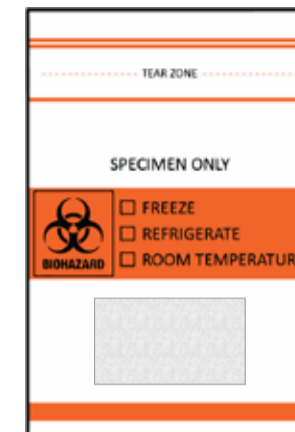 TEAR ZONE
SPECIMEN ONLY
FREEZE
REFRIGERATE
ROOM TEMPERATUR
BIOHAZARD